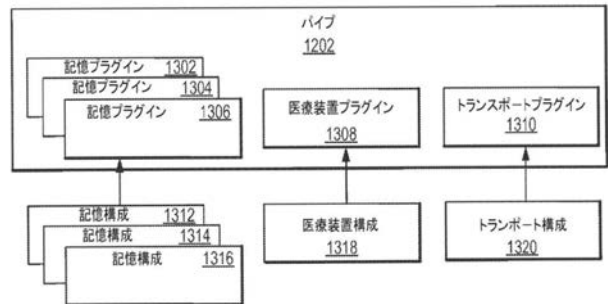 パイプ
1202
記憶プラグイン 1302
記憶プラグイン 1304
記憶プラグイン 1306
医療装置プラグイン
1308
トランスポートプラグイン
1310
記憶構成 1312
記憶構成 1314
記憶構成 1316
医療装置構成
1318
トランポート構成
1320